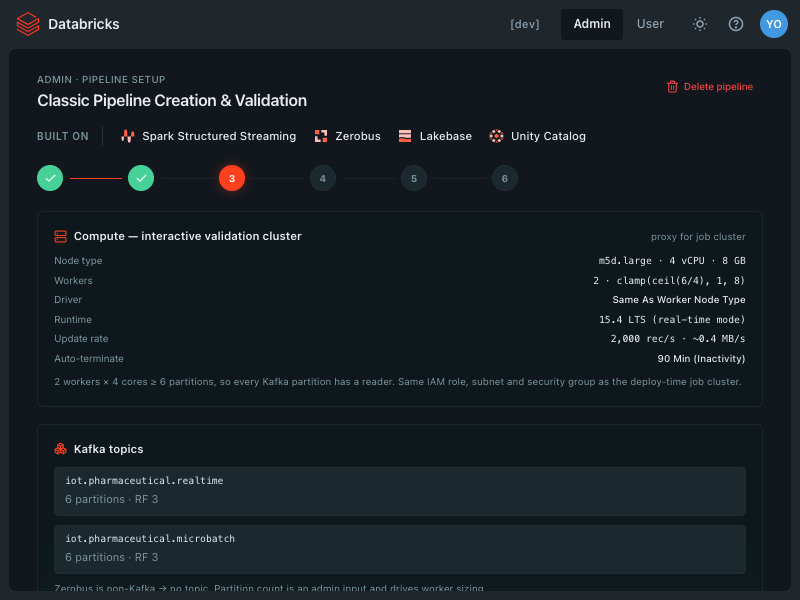 Databricks
[dev]
Admin
User
YO
ADMIN · PIPELINE SETUP
Classic Pipeline Creation & Validation
Delete pipeline
BUILT ON
Spark Structured Streaming
Zerobus
Lakebase
Unity Catalog
3
4
5
6
Compute — interactive validation cluster
proxy for job cluster
Node type
m5d.large · 4 vCPU · 8 GB
Workers
2 · clamp(ceil(6/4), 1, 8)
Driver
Same As Worker Node Type
Runtime
15.4 LTS (real-time mode)
Update rate
2,000 rec/s · ~0.4 MB/s
Auto-terminate
90 Min (Inactivity)
2 workers × 4 cores ≥ 6 partitions, so every Kafka partition has a reader. Same IAM role, subnet and security group as the deploy-time job cluster.
Kafka topics
iot.pharmaceutical.realtime
6 partitions · RF 3
iot.pharmaceutical.microbatch
6 partitions · RF 3
Zerobus is non-Kafka → no topic. Partition count is an admin input and drives worker sizing.